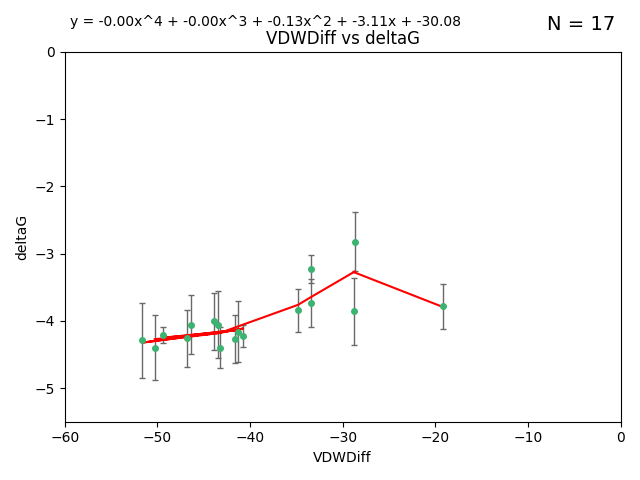 y = -0.00x^4 + -0.00x^3 + -0.13x^2 + -3.11x + -30.08
N = 17
VDWDiff vs deltaG
0
−1
−2
−3
−4
−5
deltaG
−60 −50 −40 −30 −20 −10 0
VDWDiff